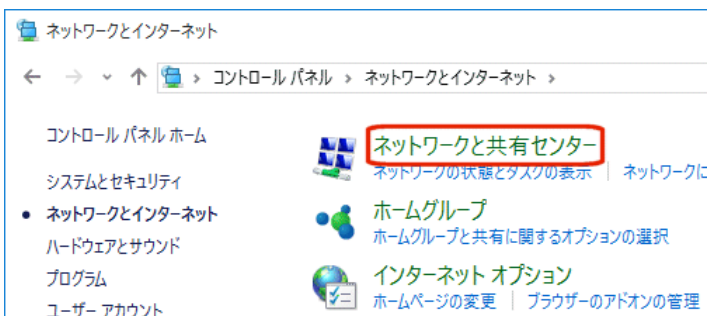 ネットワークとインターネット
コントロール パネル › ネットワークとインターネット ›
コントロール パネル ホーム
システムとセキュリティ
ネットワークとインターネット
ハードウェアとサウンド
プログラム
ユーザー アカウント
ネットワークと共有センター
ネットワークの状態とタスクの表示 | ネットワークに
ホームグループ
ホームグループと共有に関するオプションの選択
インターネット オプション
ホームページの変更 | ブラウザーのアドオンの管理